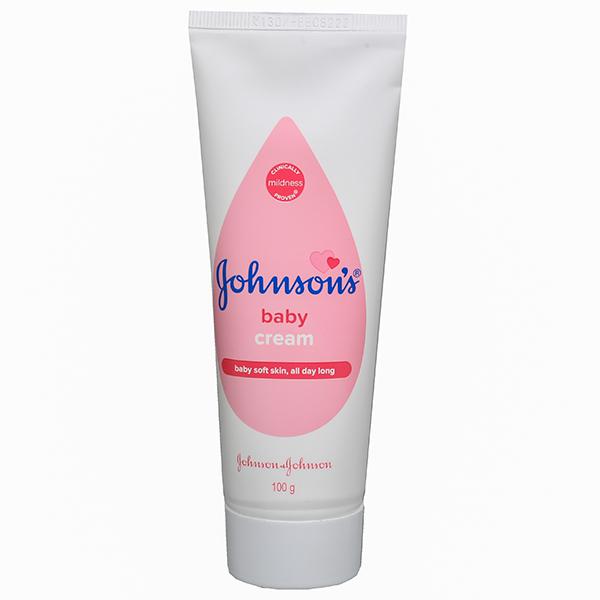 CLINICALLY
mildness
PROVEN®
Johnson's®
baby
cream
baby soft skin, all day long
Johnson & Johnson
100 g